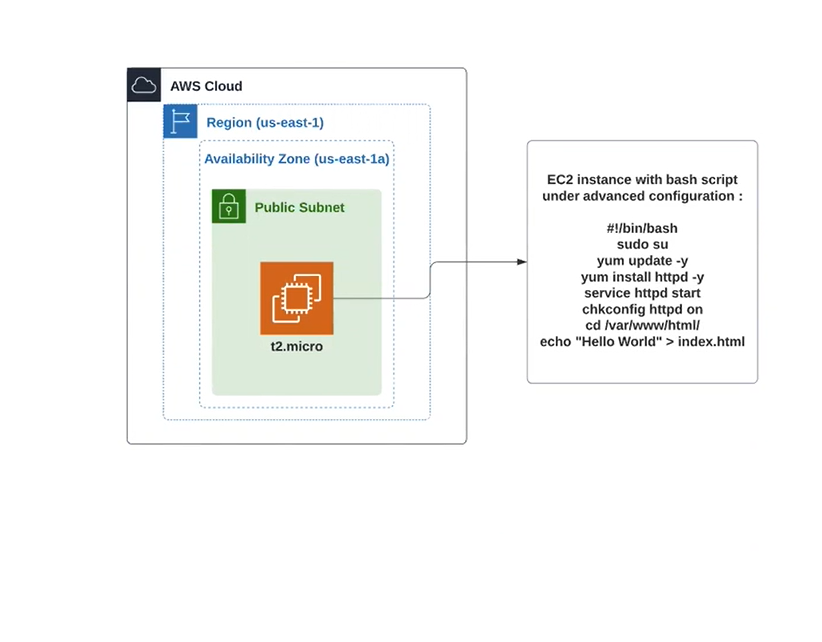 AWS Cloud
Region (us-east-1)
Availability Zone (us-east-1a)
Public Subnet
t2.micro
EC2 instance with bash script
under advanced configuration :
#!/bin/bash
sudo su
yum update -y
yum install httpd -y
service httpd start
chkconfig httpd on
cd /var/www/html/
echo "Hello World" > index.html